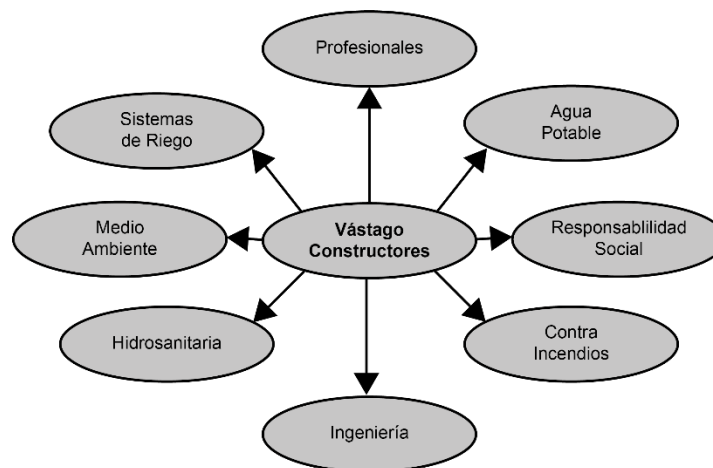 Profesionales
Sistemas
de Riego
Agua
Potable
Medio
Ambiente
Vástago
Constructores
Responsablilidad
Social
Hidrosanitaria
Contra
Incendios
Ingeniería